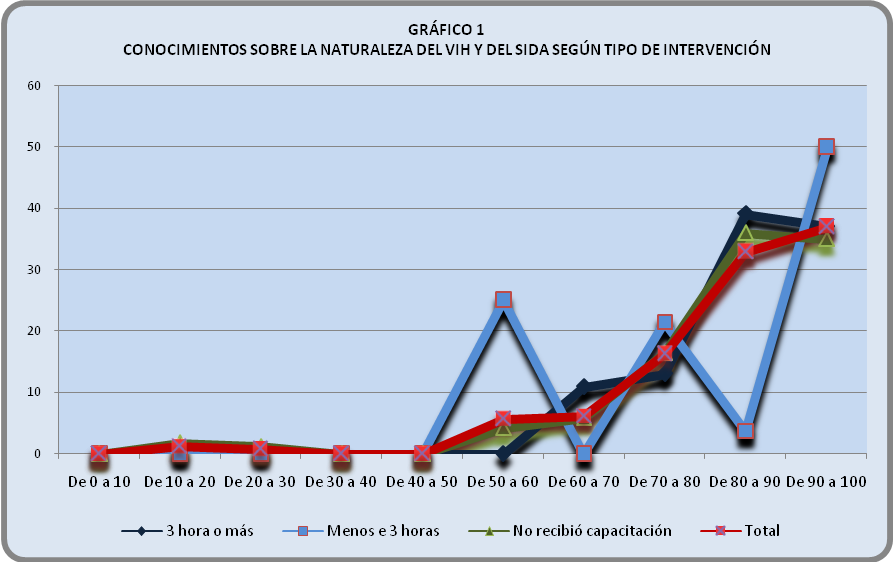 GRÁFICO 1
CONOCIMIENTOS SOBRE LA NATURALEZA DEL VIH Y DEL SIDA SEGÚN TIPO DE INTERVENCIÓN
60
50
40
30
20
10
0
De 0 a 10 De 10 a 20 De 20 a 30 De 30 a 40 De 40 a 50 De 50 a 60 De 60 a 70 De 70 a 80 De 80 a 90 De 90 a 100
3 hora o más Menos e 3 horas No recibió capacitación Total